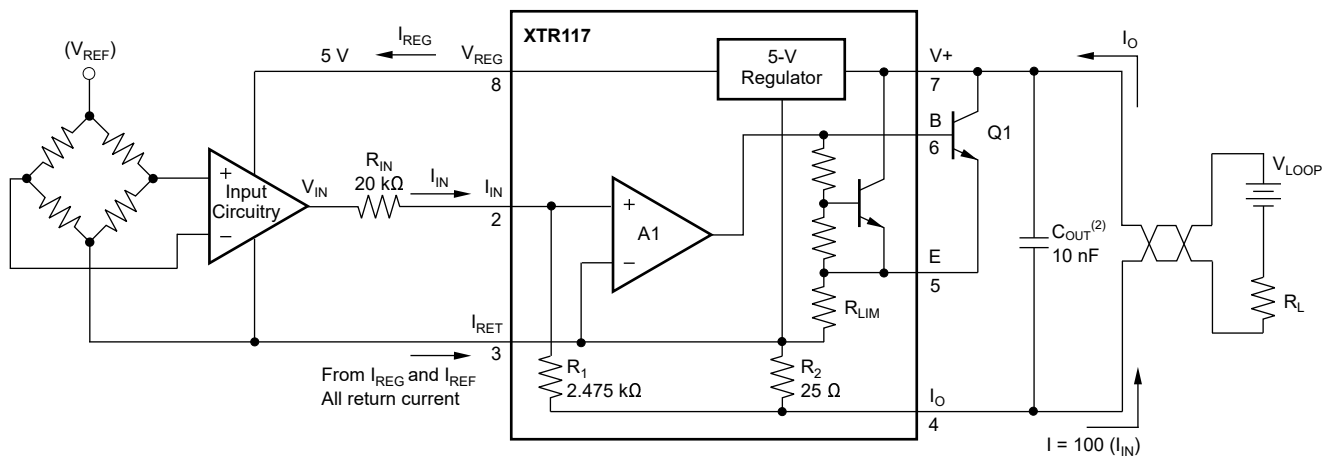 XTR117
(V_REF)
I_REG
5 V
V_REG
8
5-V
Regulator
V+
7
I_O
B
6
Q1
+
Input
Circuitry
–
V_IN
R_IN
20 kΩ
I_IN
I_IN
2
+
A1
–
V_LOOP
C_OUT(2)
10 nF
E
5
R_LIM
R_L
I_RET
3
From I_REG and I_REF
All return current
R_1
2.475 kΩ
R_2
25 Ω
I_O
4
I = 100 (I_IN)